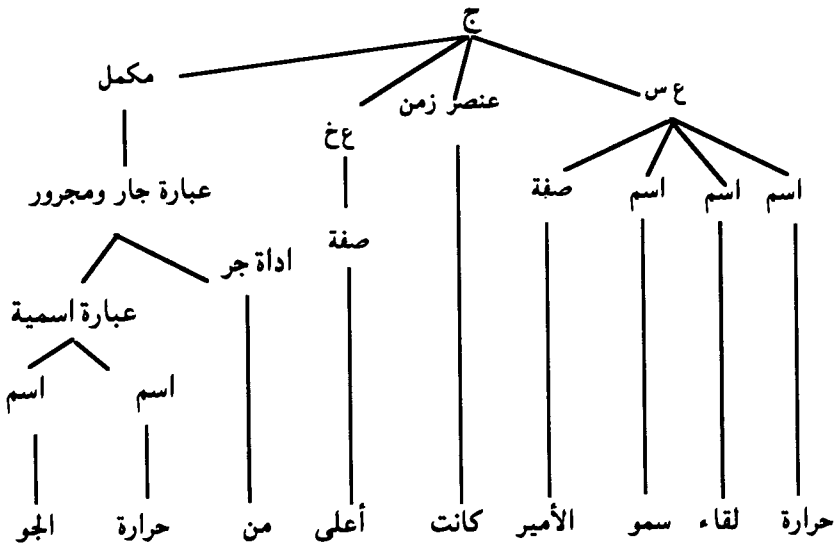 ج
ع س عنصر زمن ع خ مكمل
اسم اسم اسم صفة صفة عبارة جار ومجرور
اداة جر عبارة اسمية
اسم اسم
حرارة لقاء سمو الأمير كانت أعلى من حرارة الجو